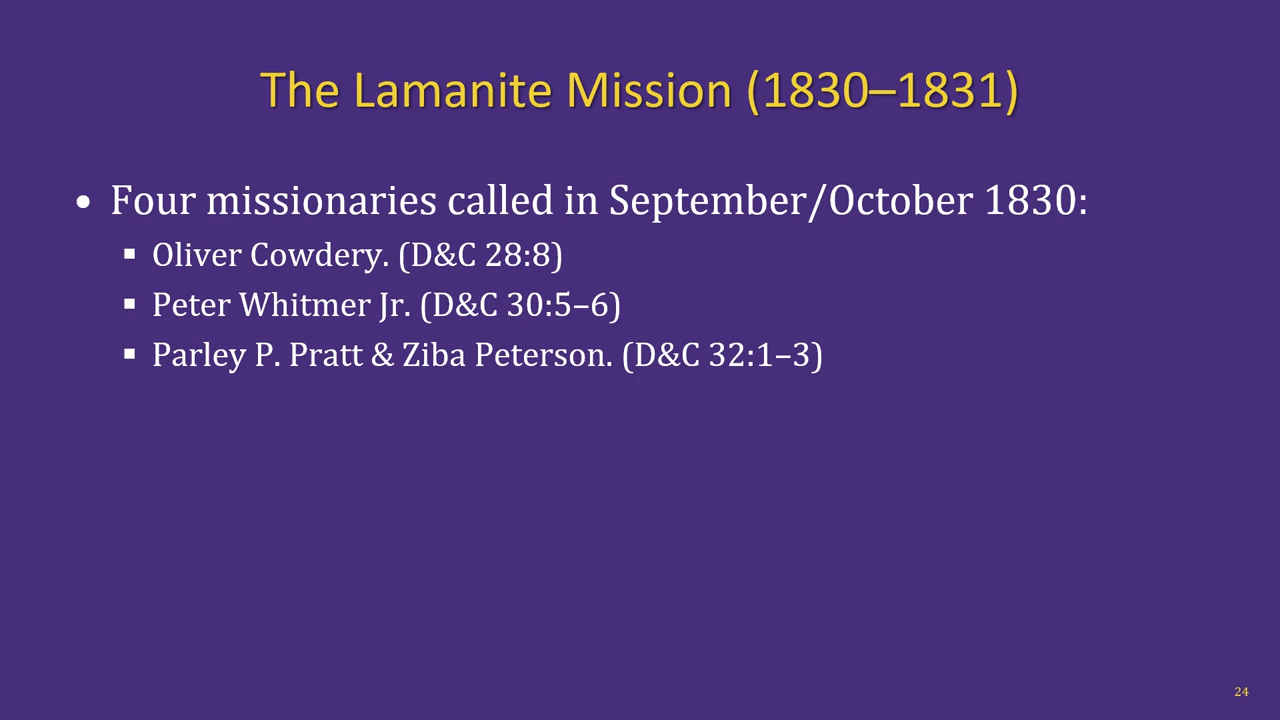 The Lamanite Mission (1830–1831)
• Four missionaries called in September/October 1830:
▪ Oliver Cowdery. (D&C 28:8)
▪ Peter Whitmer Jr. (D&C 30:5–6)
▪ Parley P. Pratt & Ziba Peterson. (D&C 32:1–3)
24